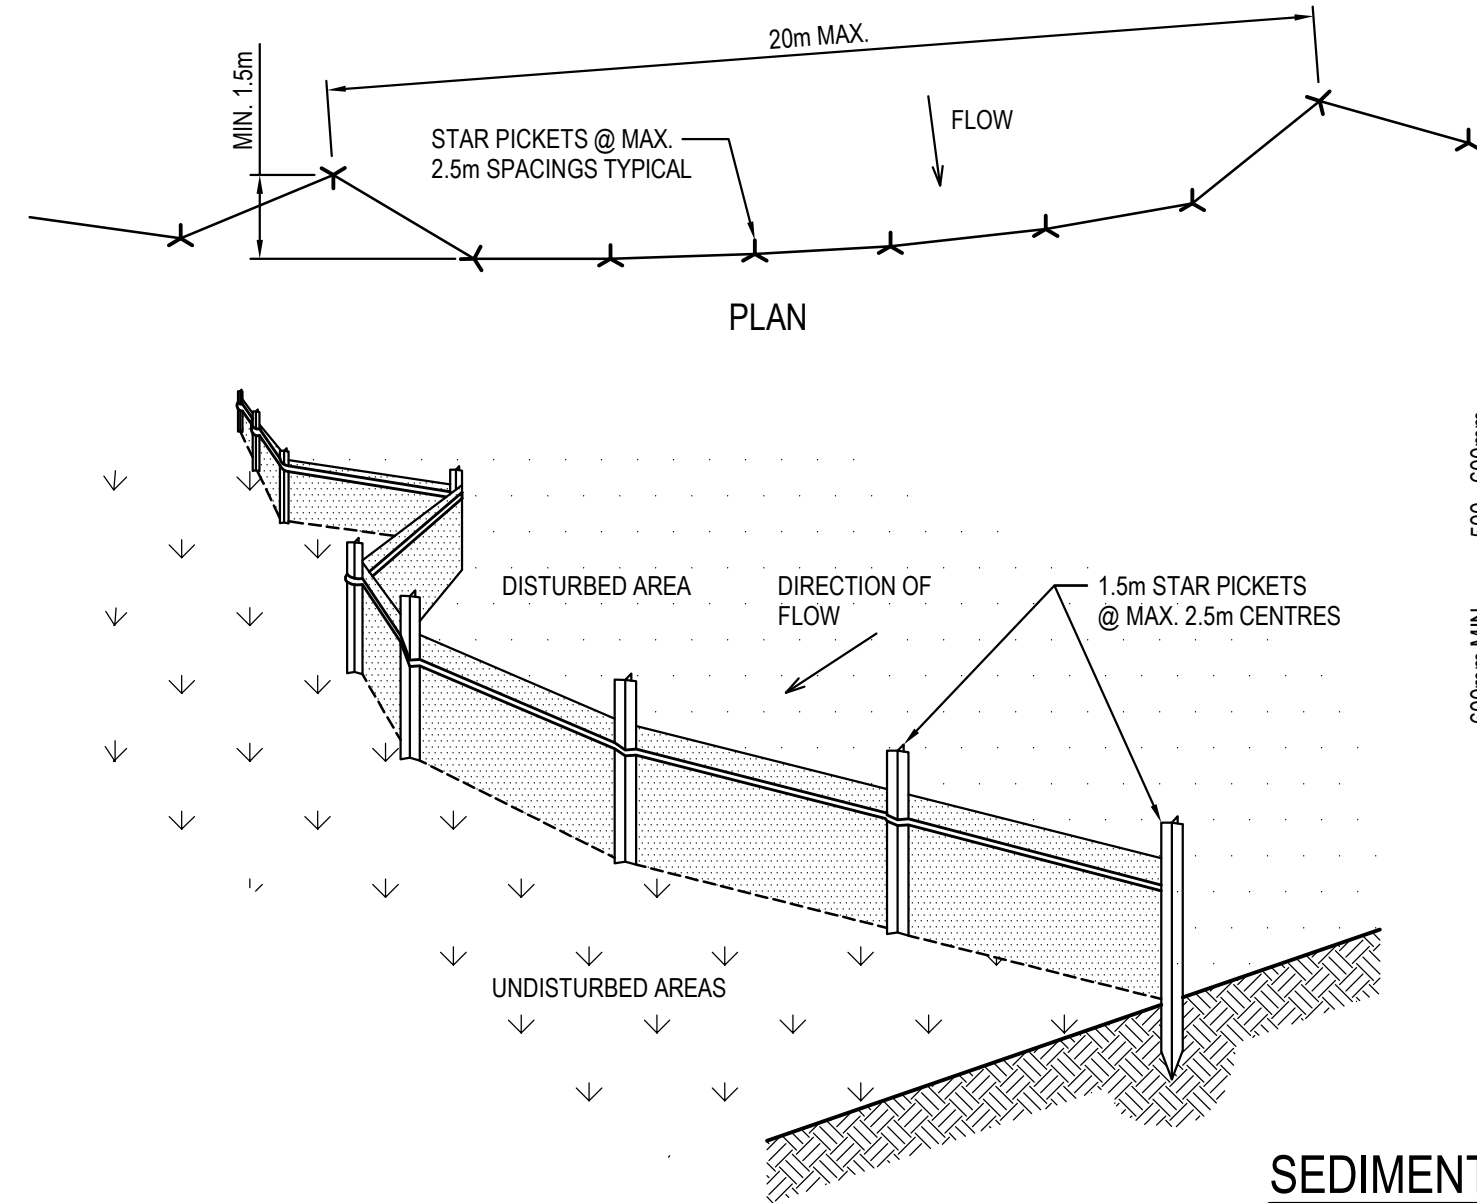 20m MAX.
MIN. 1.5m
FLOW
STAR PICKETS @ MAX.
2.5m SPACINGS TYPICAL
PLAN
DISTURBED AREA
DIRECTION OF
FLOW
1.5m STAR PICKETS
@ MAX. 2.5m CENTRES
UNDISTURBED AREAS
SEDIMENT